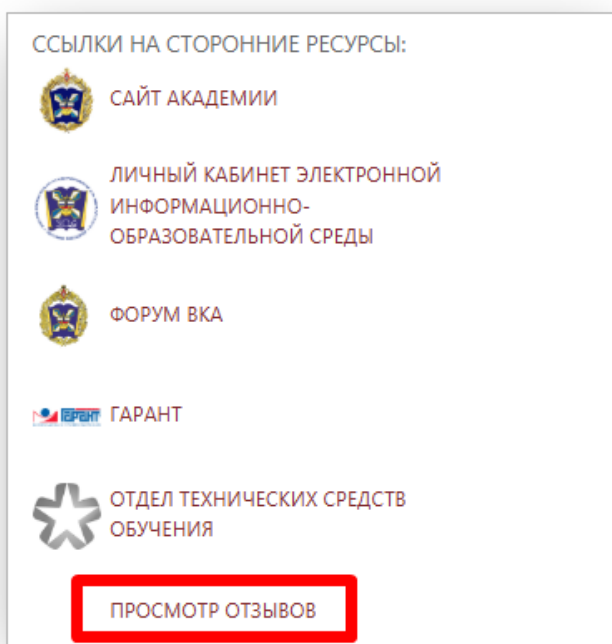 ССЫЛКИ НА СТОРОННИЕ РЕСУРСЫ:
САЙТ АКАДЕМИИ
ЛИЧНЫЙ КАБИНЕТ ЭЛЕКТРОННОЙ
ИНФОРМАЦИОННО-
ОБРАЗОВАТЕЛЬНОЙ СРЕДЫ
ФОРУМ ВКА
ГАРАНТ ГАРАНТ
ОТДЕЛ ТЕХНИЧЕСКИХ СРЕДСТВ
ОБУЧЕНИЯ
ПРОСМОТР ОТЗЫВОВ